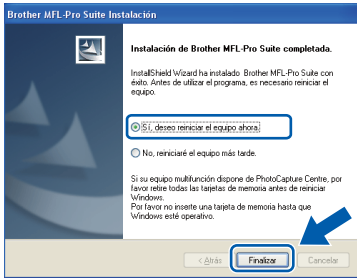 Brother MFL-Pro Suite Instalación
Instalación de Brother MFL-Pro Suite completada.
InstallShield Wizard ha instalado Brother MFL-Pro Suite con
éxito. Antes de utilizar el programa, es necesario reiniciar el
equipo.
Sí, deseo reiniciar el equipo ahora.
No, reiniciaré el equipo más tarde.
Si su equipo multifunción dispone de PhotoCapture Centre, por
favor retire todas las tarjetas de memoria antes de reiniciar
Windows.
Por favor no inserte una tarjeta de memoria hasta que
Windows esté operativo.
< Atrás Finalizar Cancelar